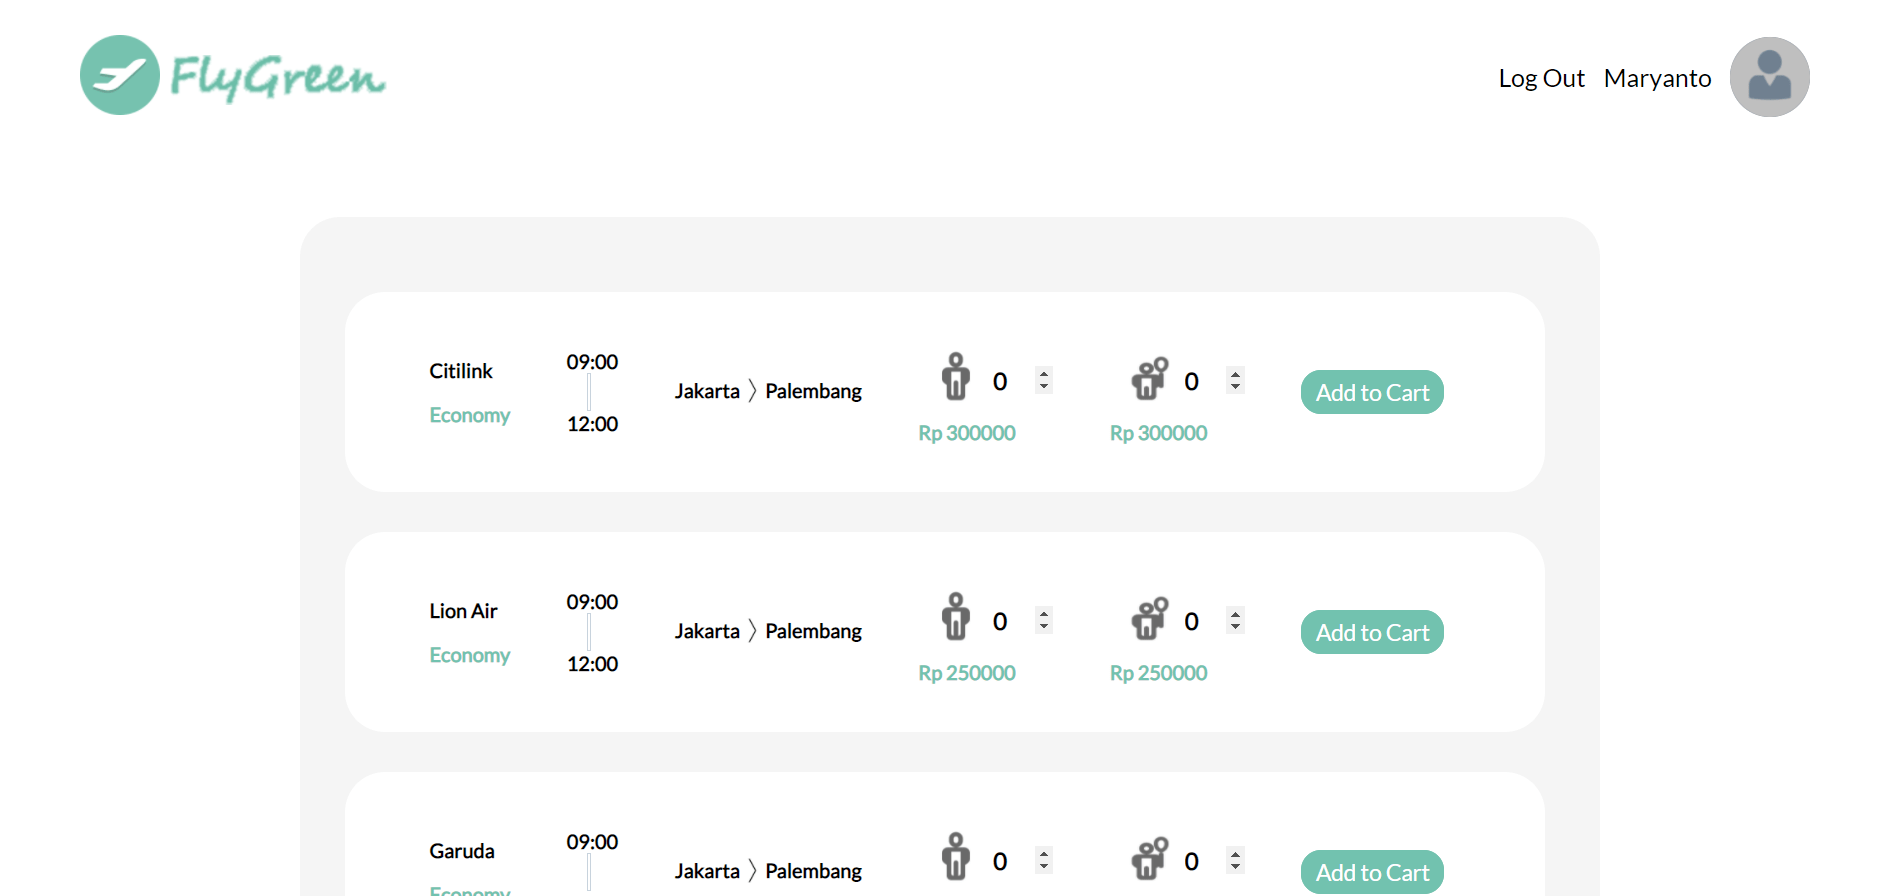 FlyGreen
Log Out Maryanto
Citilink
Economy
09:00
12:00
Jakarta 〉 Palembang
0
Rp 300000
0
Rp 300000
Add to Cart
Lion Air
Economy
09:00
12:00
Jakarta 〉 Palembang
0
Rp 250000
0
Rp 250000
Add to Cart
Garuda
Economy
09:00
Jakarta 〉 Palembang
0
0
Add to Cart